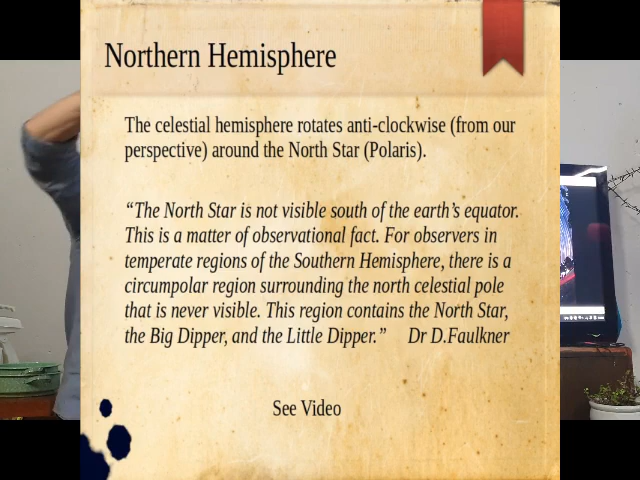 Northern Hemisphere
The celestial hemisphere rotates anti-clockwise (from our
perspective) around the North Star (Polaris).
“The North Star is not visible south of the earth’s equator.
This is a matter of observational fact. For observers in
temperate regions of the Southern Hemisphere, there is a
circumpolar region surrounding the north celestial pole
that is never visible. This region contains the North Star,
the Big Dipper, and the Little Dipper.” Dr D.Faulkner
See Video